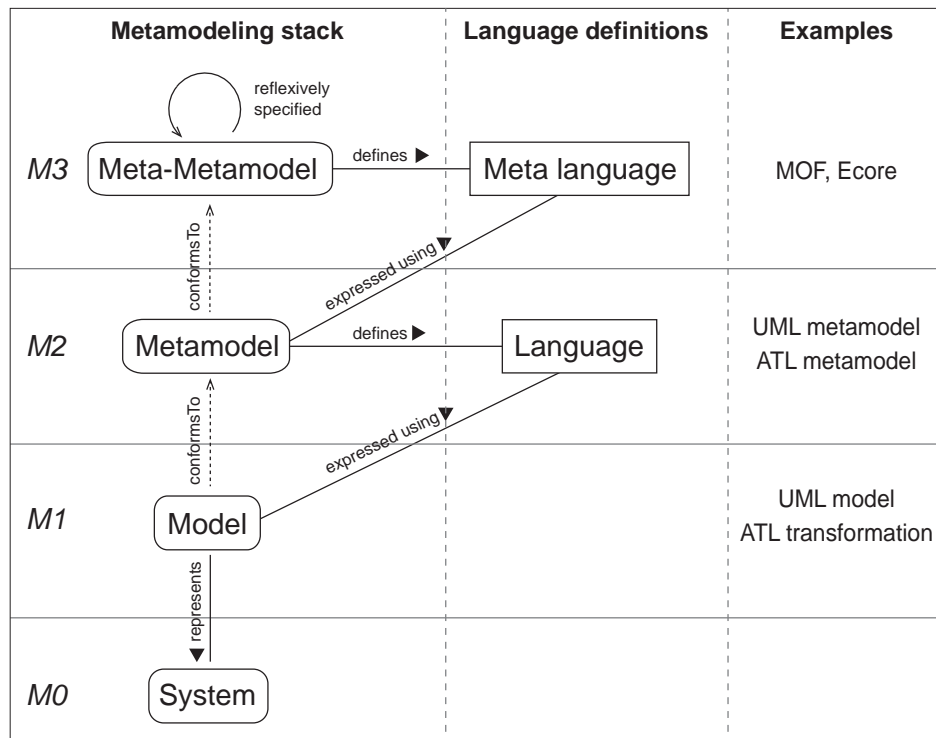 Metamodeling stack
Language definitions
Examples
reflexively
specified
M3
Meta-Metamodel
defines ▶
Meta language
MOF, Ecore
conformsTo
expressed using ▼
M2
Metamodel
defines ▶
Language
UML metamodel
ATL metamodel
conformsTo
expressed using ▼
M1
Model
UML model
ATL transformation
represents
M0
System